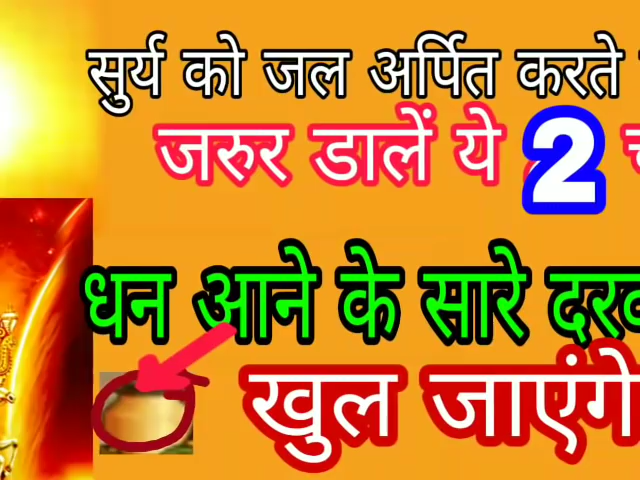 सुर्य को जल अर्पित करते
जरुर डालें ये 2
धन आने के सारे
खुल जाएंगे